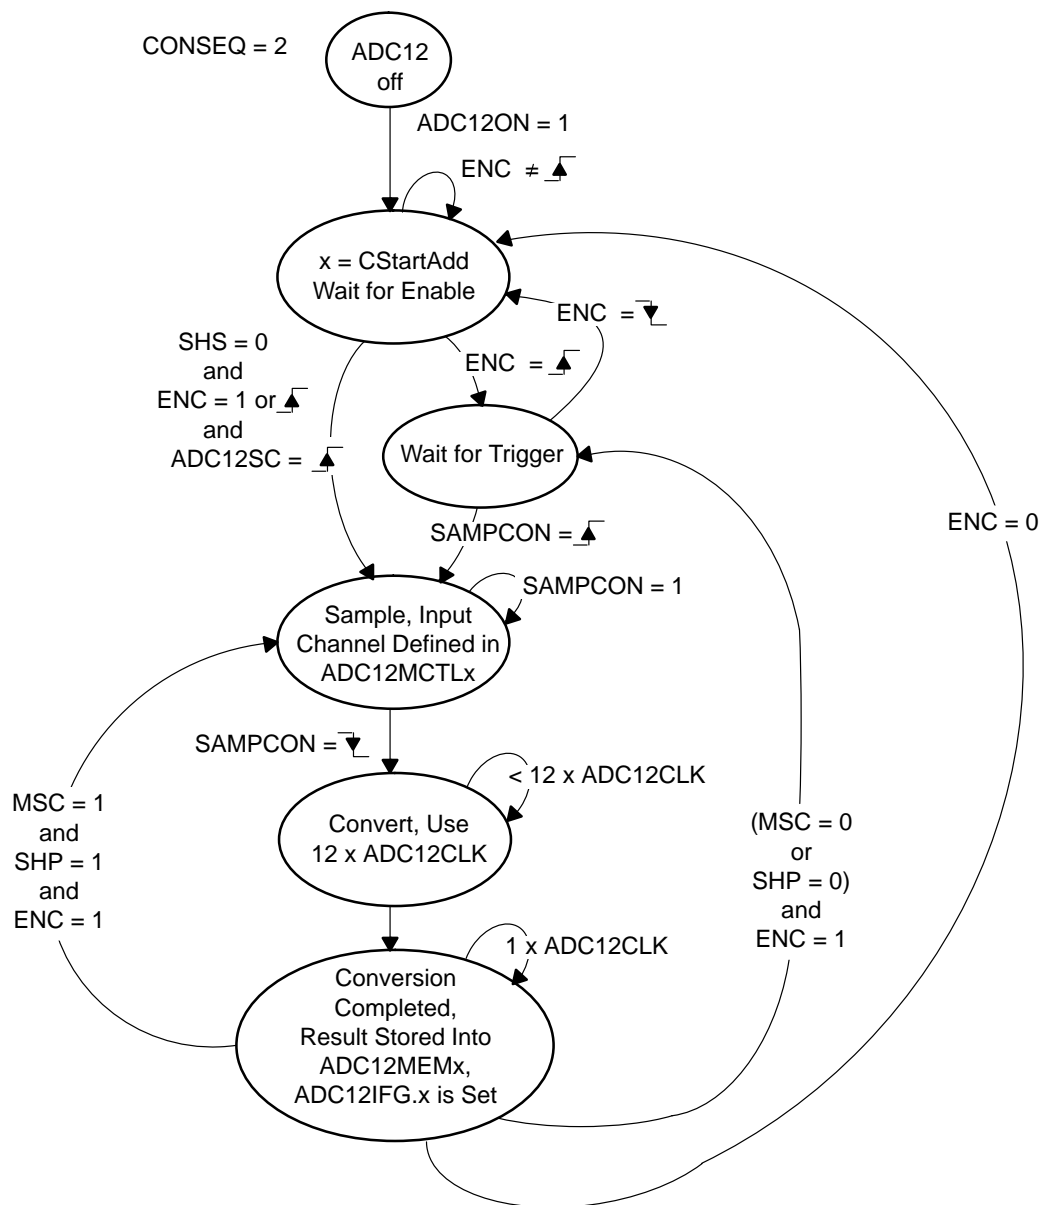 CONSEQ = 2
ADC12
off
ADC12ON = 1
ENC ≠
x = CStartAdd
Wait for Enable
ENC =
SHS = 0
and
ENC = 1 or
and
ADC12SC =
ENC =
Wait for Trigger
ENC = 0
SAMPCON =
SAMPCON = 1
Sample, Input
Channel Defined in
ADC12MCTLx
SAMPCON =
< 12 x ADC12CLK
Convert, Use
12 x ADC12CLK
MSC = 1
and
SHP = 1
and
ENC = 1
(MSC = 0
or
SHP = 0)
and
ENC = 1
1 x ADC12CLK
Conversion
Completed,
Result Stored Into
ADC12MEMx,
ADC12IFG.x is Set